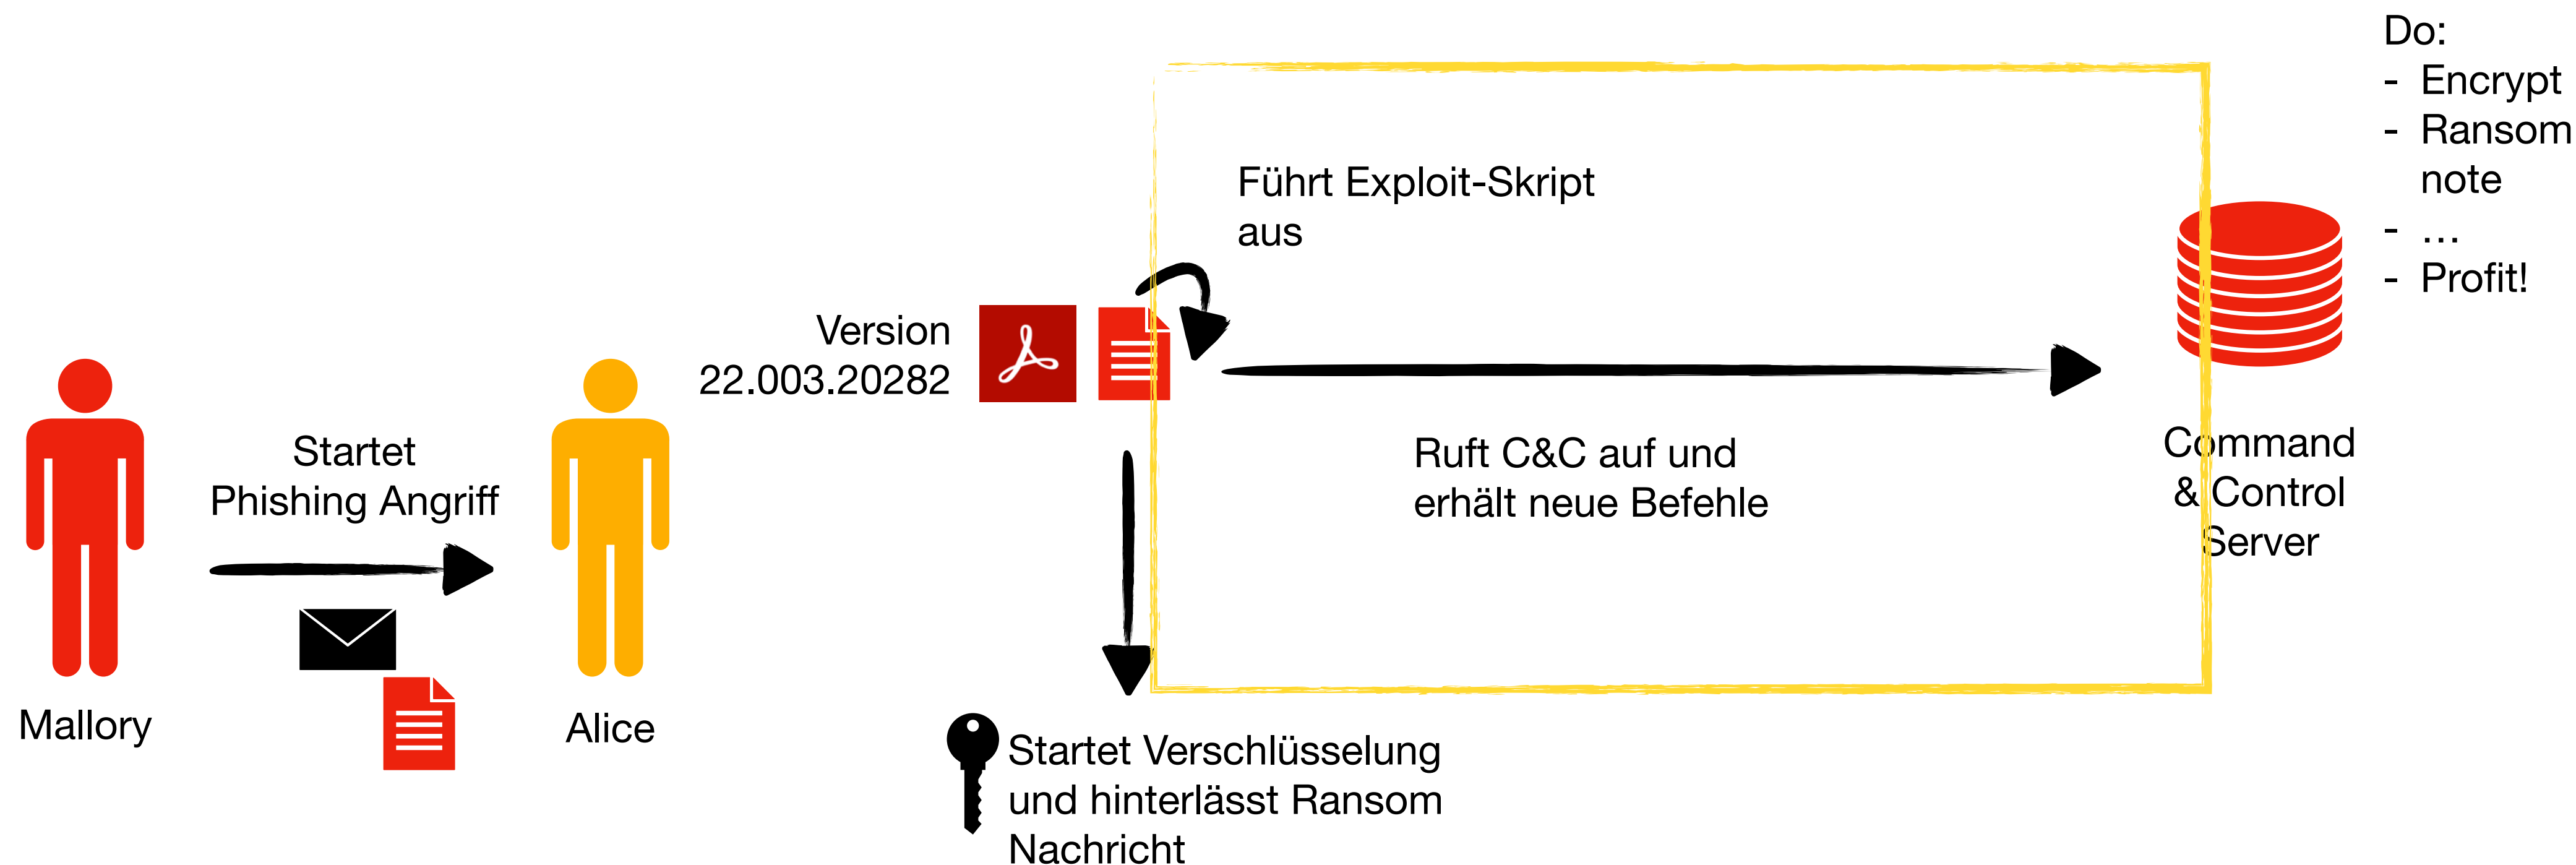 Do:
- Encrypt
- Ransom
note
- …
- Profit!
Führt Exploit-Skript
aus
Version
22.003.20282
Startet
Phishing Angriff
Ruft C&C auf und
erhält neue Befehle
Command
& Control
Server
Mallory
Alice
Startet Verschlüsselung
und hinterlässt Ransom
Nachricht